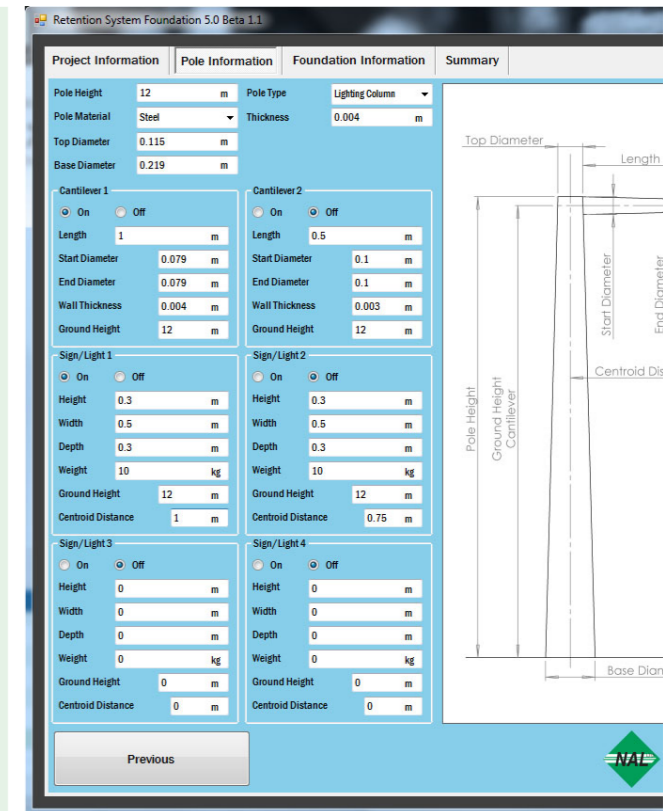 Retention System Foundation 5.0 Beta 1.1
Project Information Pole Information Foundation Information Summary
Pole Height 12 m Pole Type Lighting Column
Pole Material Steel Thickness 0.004 m
Top Diameter 0.115 m
Base Diameter 0.219 m
Cantilever 1 Cantilever 2
On Off On Off
Length 1 m Length 0.5 m
Start Diameter 0.079 m Start Diameter 0.1 m
End Diameter 0.079 m End Diameter 0.1 m
Wall Thickness 0.004 m Wall Thickness 0.003 m
Ground Height 12 m Ground Height 12 m
Sign/Light 1 Sign/Light 2
On Off On Off
Height 0.3 m Height 0.3 m
Width 0.5 m Width 0.5 m
Depth 0.3 m Depth 0.3 m
Weight 10 kg Weight 10 kg
Ground Height 12 m Ground Height 12 m
Centroid Distance 1 m Centroid Distance 0.75 m
Sign/Light 3 Sign/Light 4
On Off On Off
Height 0 m Height 0 m
Width 0 m Width 0 m
Depth 0 m Depth 0 m
Weight 0 kg Weight 0 kg
Ground Height 0 m Ground Height 0 m
Centroid Distance 0 m Centroid Distance 0 m
Previous
Top Diameter
Length
Start Diameter
End Diameter
Centroid Dis
Pole Height
Ground Height
Cantilever
Base Diam
NAL